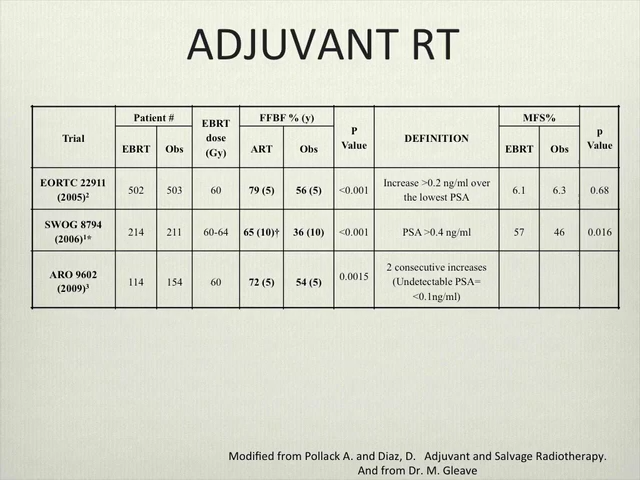 ADJUVANT RT
Trial Patient # EBRT dose (Gy) FFBF % (y) P Value DEFINITION MFS% p Value
EBRT Obs ART Obs EBRT Obs
EORTC 22911 (2005)2 502 503 60 79 (5) 56 (5) <0.001 Increase >0.2 ng/ml over the lowest PSA 6.1 6.3 0.68
SWOG 8794 (2006)1* 214 211 60-64 65 (10)† 36 (10) <0.001 PSA >0.4 ng/ml 57 46 0.016
ARO 9602 (2009)3 114 154 60 72 (5) 54 (5) 0.0015 2 consecutive increases (Undetectable PSA= <0.1ng/ml)
Modified from Pollack A. and Diaz, D. Adjuvant and Salvage Radiotherapy.
And from Dr. M. Gleave